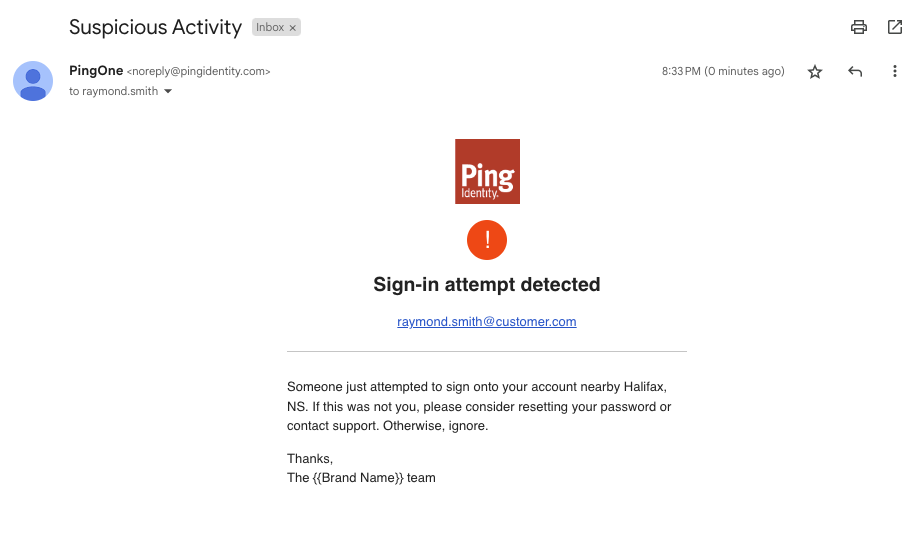 Suspicious Activity Inbox ×
PingOne <noreply@pingidentity.com> 8:33 PM (0 minutes ago)
to raymond.smith
Ping
Identity.
!
Sign-in attempt detected
raymond.smith@customer.com
Someone just attempted to sign onto your account nearby Halifax,
NS. If this was not you, please consider resetting your password or
contact support. Otherwise, ignore.
Thanks,
The {{Brand Name}} team